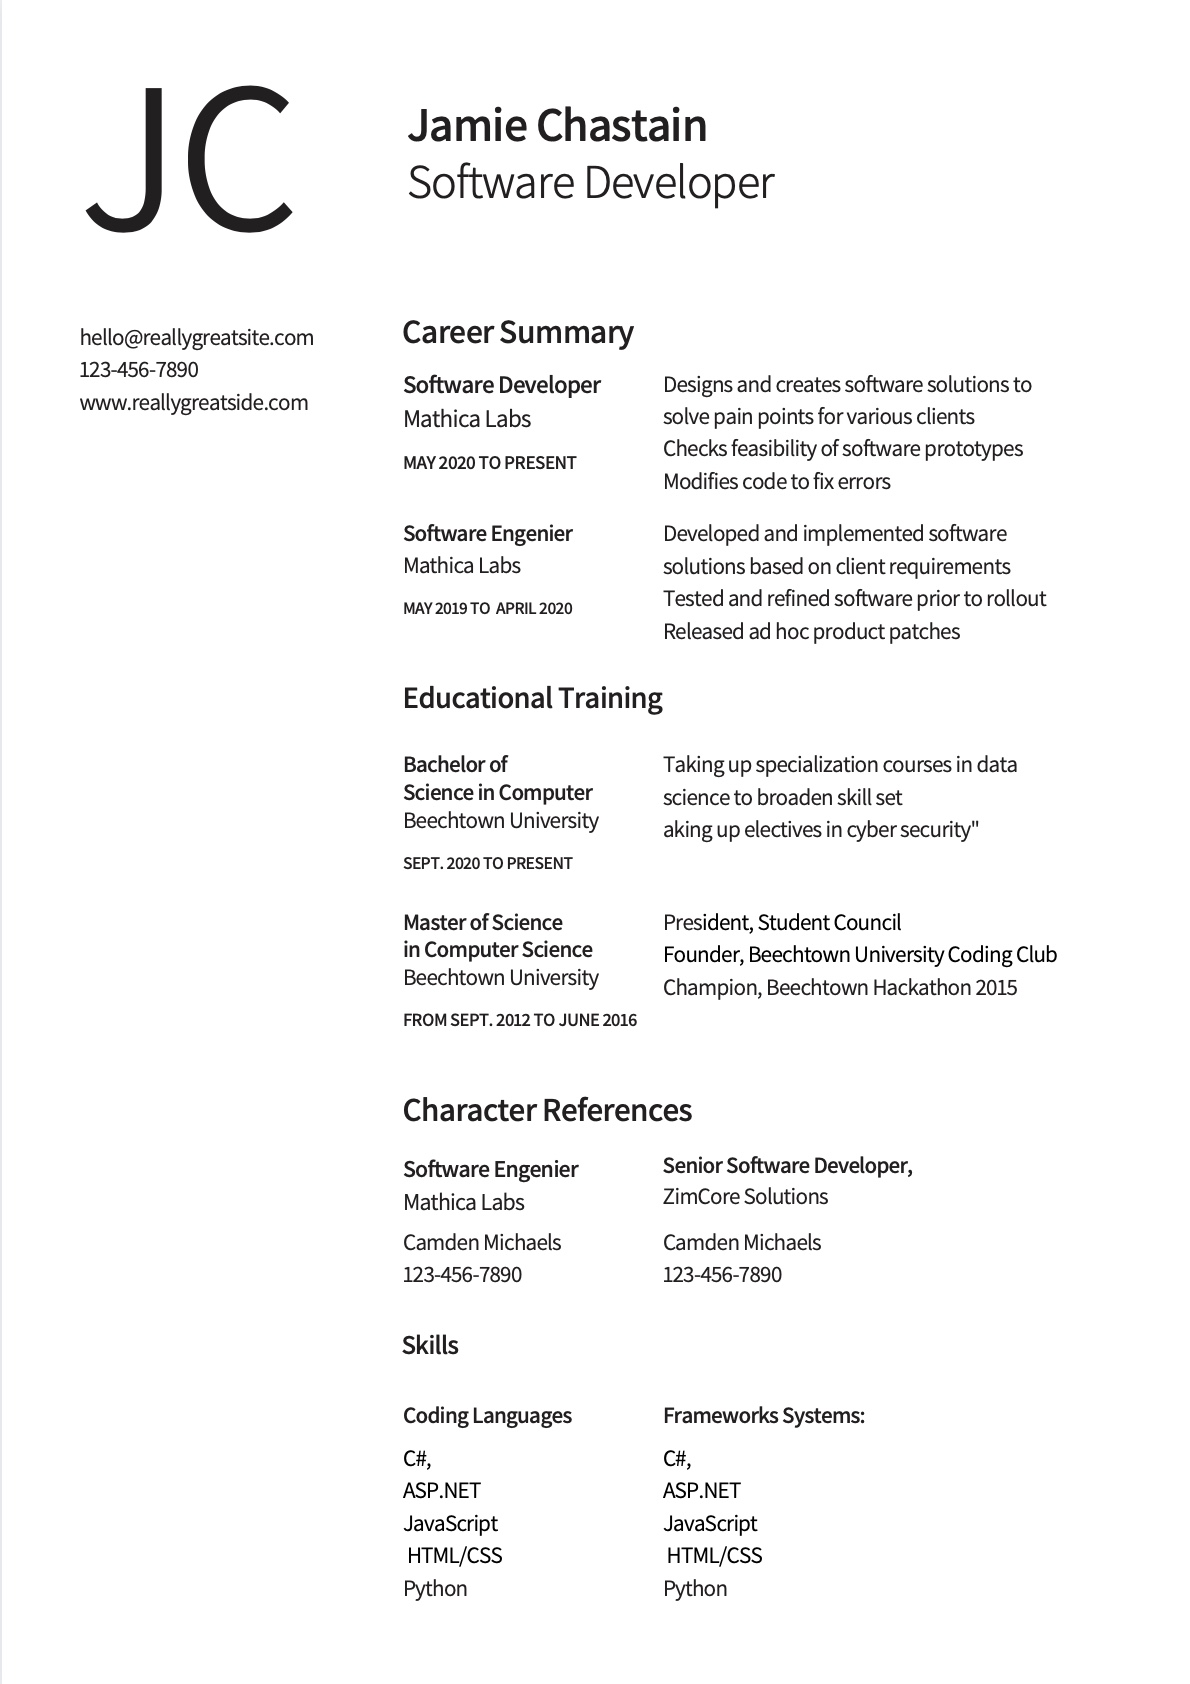 JC
Jamie Chastain
Software Developer
hello@reallygreatsite.com
123-456-7890
www.reallygreatside.com
Career Summary
Software Developer
Mathica Labs
MAY 2020 TO PRESENT
Designs and creates software solutions to
solve pain points for various clients
Checks feasibility of software prototypes
Modifies code to fix errors
Software Engenier
Mathica Labs
MAY 2019 TO  APRIL 2020
Developed and implemented software
solutions based on client requirements
Tested and refined software prior to rollout
Released ad hoc product patches
Educational Training
Bachelor of
Science in Computer
Beechtown University
SEPT. 2020 TO PRESENT
Taking up specialization courses in data
science to broaden skill set
aking up electives in cyber security"
Master of Science
in Computer Science
Beechtown University
FROM SEPT. 2012 TO JUNE 2016
President, Student Council
Founder, Beechtown University Coding Club
Champion, Beechtown Hackathon 2015
Character References
Software Engenier
Mathica Labs
Camden Michaels
123-456-7890
Senior Software Developer,
ZimCore Solutions
Camden Michaels
123-456-7890
Skills
Coding Languages
C#,
ASP.NET
JavaScript
HTML/CSS
Python
Frameworks Systems:
C#,
ASP.NET
JavaScript
HTML/CSS
Python